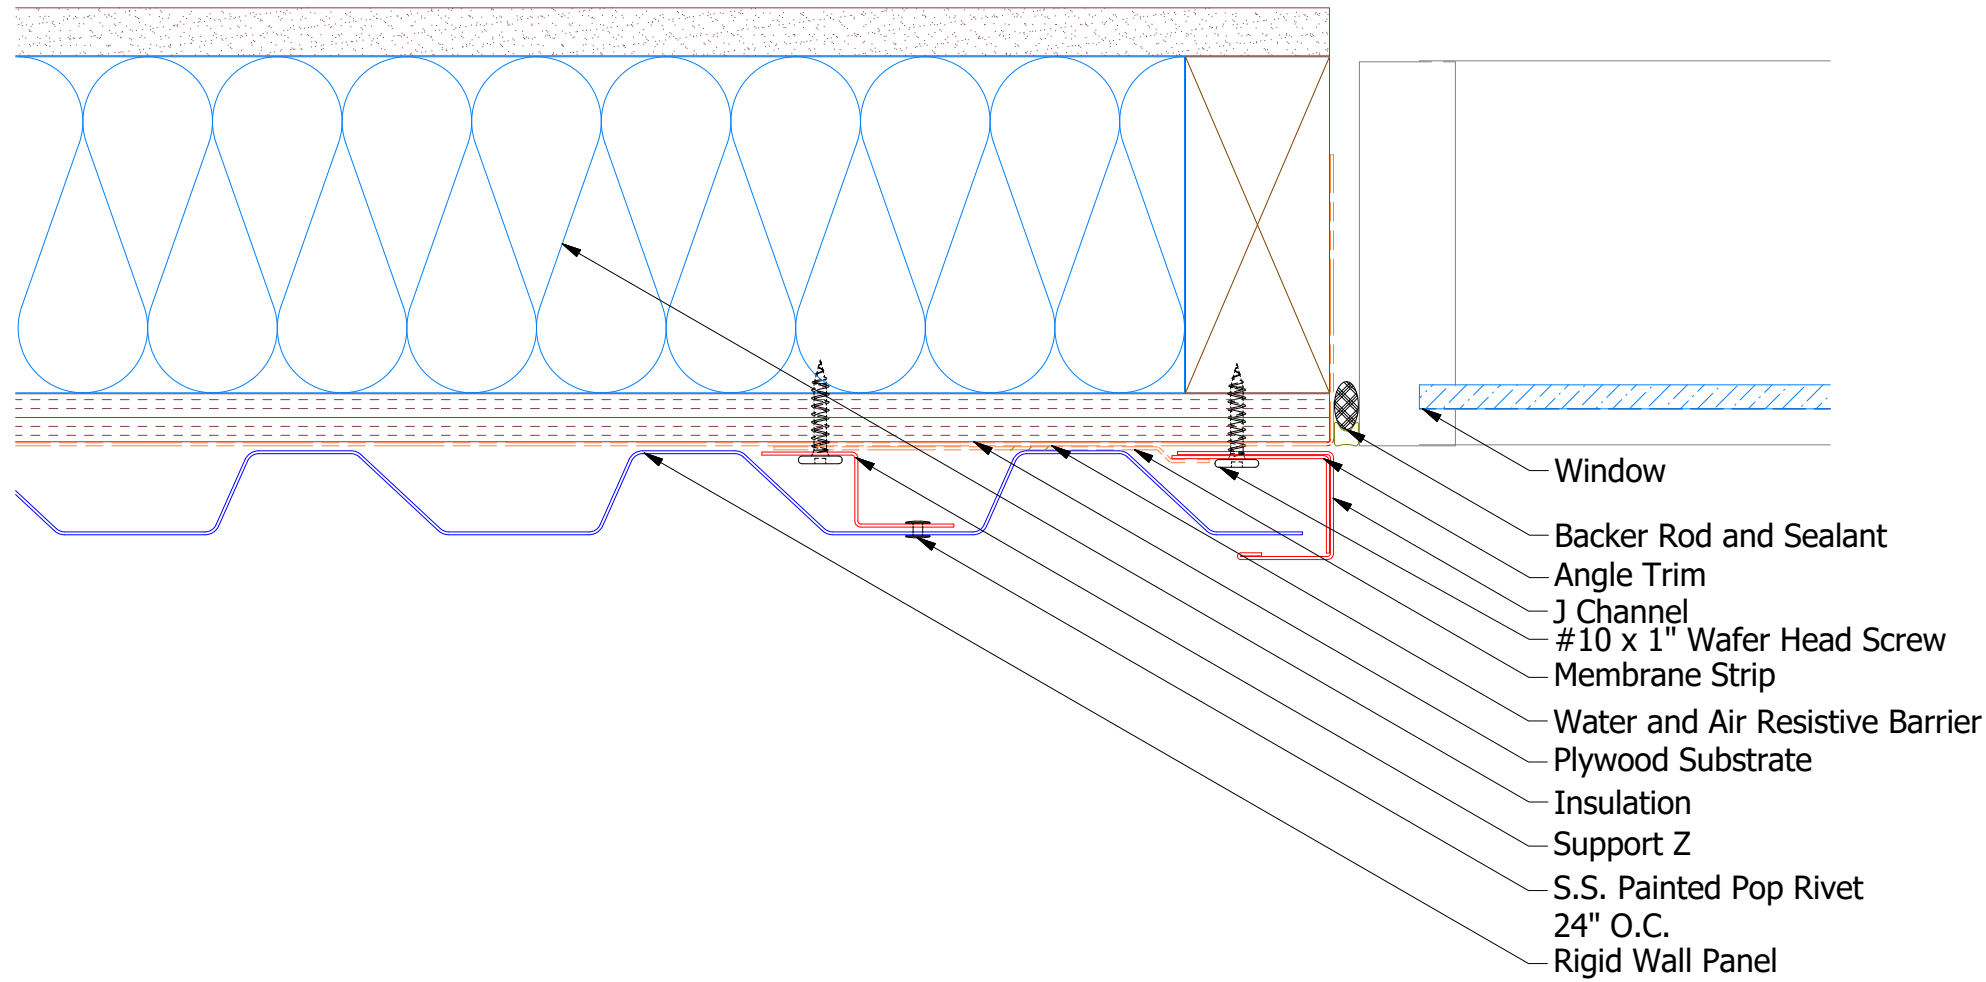 Window
Backer Rod and Sealant
Angle Trim
J Channel
#10 x 1" Wafer Head Screw
Membrane Strip
Water and Air Resistive Barrier
Plywood Substrate
Insulation
Support Z
S.S. Painted Pop Rivet
24" O.C.
Rigid Wall Panel